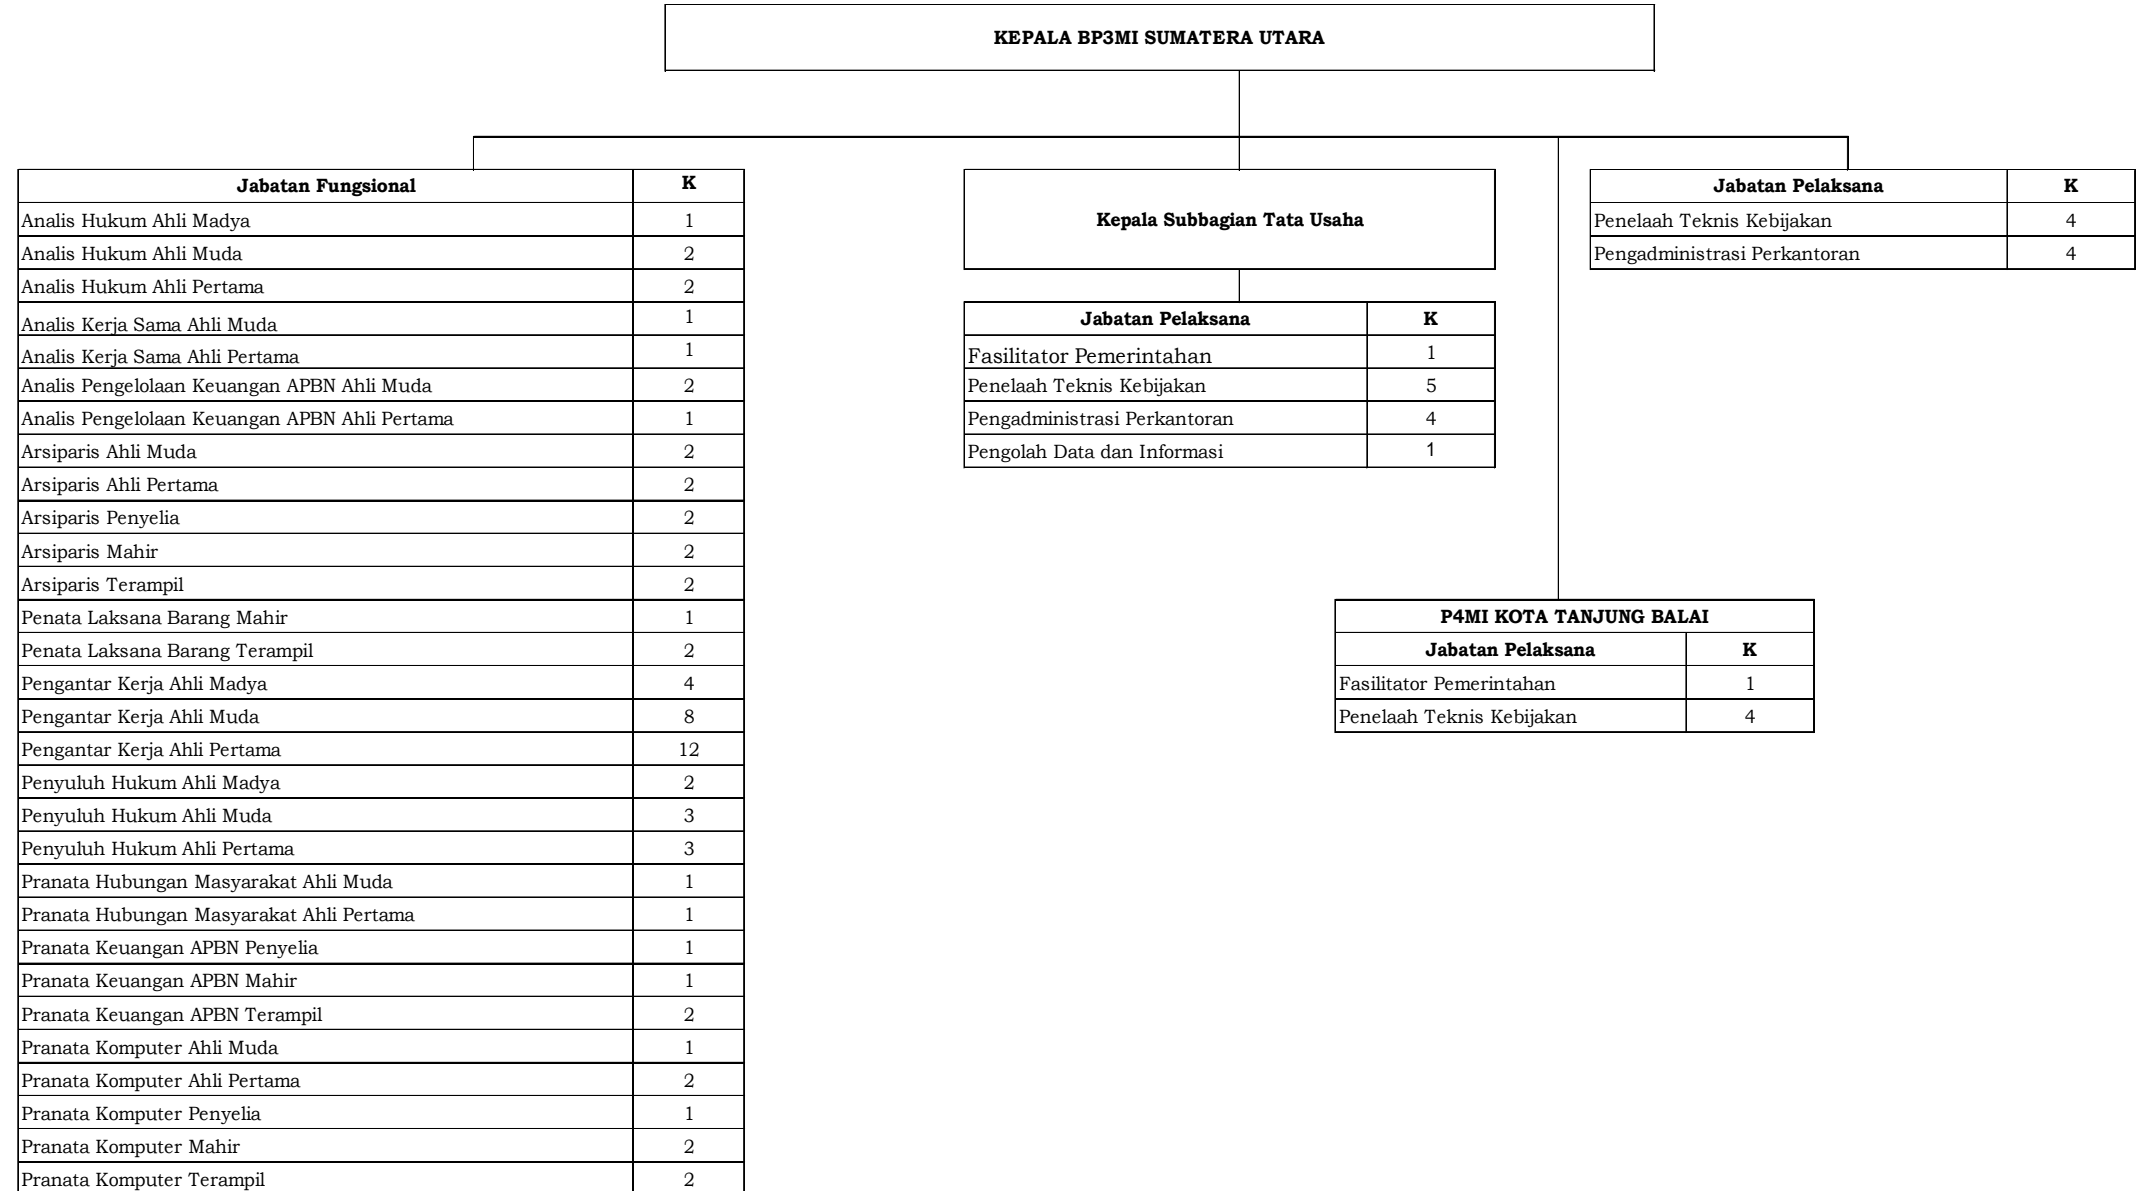 KEPALA BP3MI SUMATERA UTARA
Jabatan Fungsional K
Analis Hukum Ahli Madya 1
Analis Hukum Ahli Muda 2
Analis Hukum Ahli Pertama 2
Analis Kerja Sama Ahli Muda 1
Analis Kerja Sama Ahli Pertama 1
Analis Pengelolaan Keuangan APBN Ahli Muda 2
Analis Pengelolaan Keuangan APBN Ahli Pertama 1
Arsiparis Ahli Muda 2
Arsiparis Ahli Pertama 2
Arsiparis Penyelia 2
Arsiparis Mahir 2
Arsiparis Terampil 2
Penata Laksana Barang Mahir 1
Penata Laksana Barang Terampil 2
Pengantar Kerja Ahli Madya 4
Pengantar Kerja Ahli Muda 8
Pengantar Kerja Ahli Pertama 12
Penyuluh Hukum Ahli Madya 2
Penyuluh Hukum Ahli Muda 3
Penyuluh Hukum Ahli Pertama 3
Pranata Hubungan Masyarakat Ahli Muda 1
Pranata Hubungan Masyarakat Ahli Pertama 1
Pranata Keuangan APBN Penyelia 1
Pranata Keuangan APBN Mahir 1
Pranata Keuangan APBN Terampil 2
Pranata Komputer Ahli Muda 1
Pranata Komputer Ahli Pertama 2
Pranata Komputer Penyelia 1
Pranata Komputer Mahir 2
Pranata Komputer Terampil 2
Kepala Subbagian Tata Usaha
Jabatan Pelaksana K
Fasilitator Pemerintahan 1
Penelaah Teknis Kebijakan 5
Pengadministrasi Perkantoran 4
Pengolah Data dan Informasi 1
Jabatan Pelaksana K
Penelaah Teknis Kebijakan 4
Pengadministrasi Perkantoran 4
P4MI KOTA TANJUNG BALAI
Jabatan Pelaksana K
Fasilitator Pemerintahan 1
Penelaah Teknis Kebijakan 4